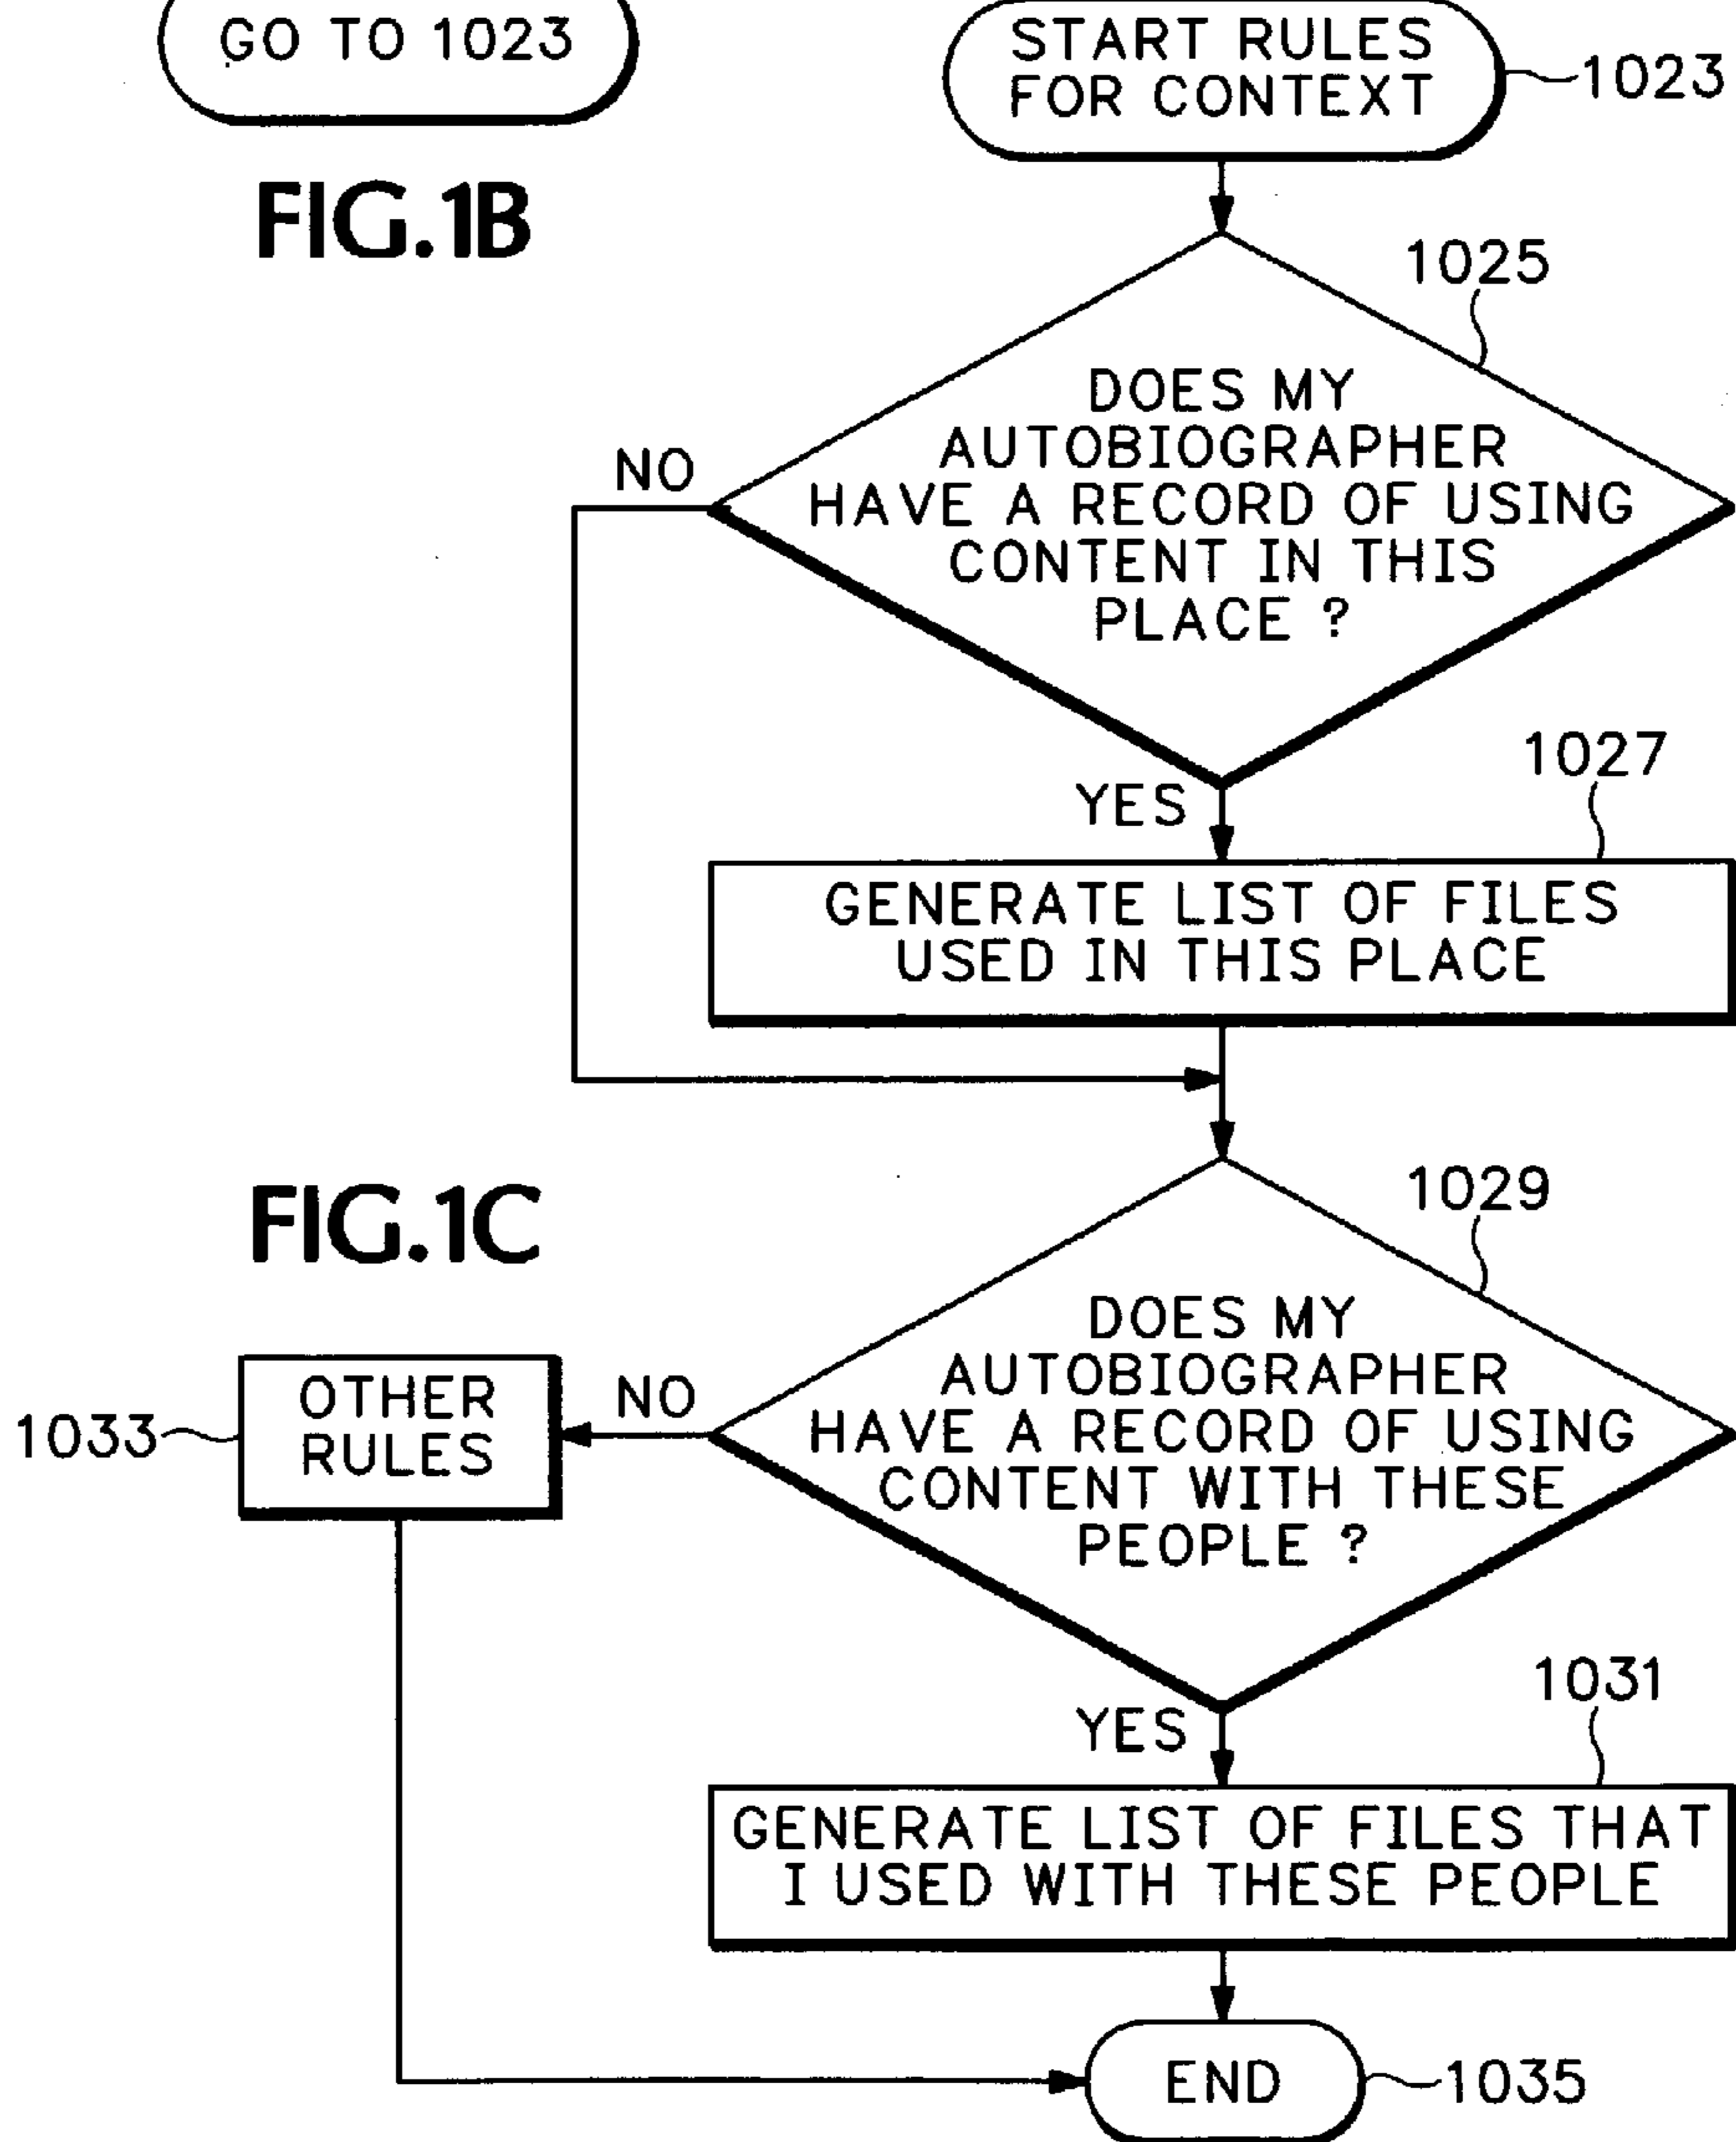 GO TO 1023
FIG.1B
START RULES
FOR CONTEXT
1023
1025
DOES MY
AUTOBIOGRAPHER
HAVE A RECORD OF USING
CONTENT IN THIS
PLACE ?
NO
YES
1027
GENERATE LIST OF FILES
USED IN THIS PLACE
FIG.1C
1029
DOES MY
AUTOBIOGRAPHER
HAVE A RECORD OF USING
CONTENT WITH THESE
PEOPLE ?
NO
OTHER
RULES
1033
YES
1031
GENERATE LIST OF FILES THAT
I USED WITH THESE PEOPLE
END
1035